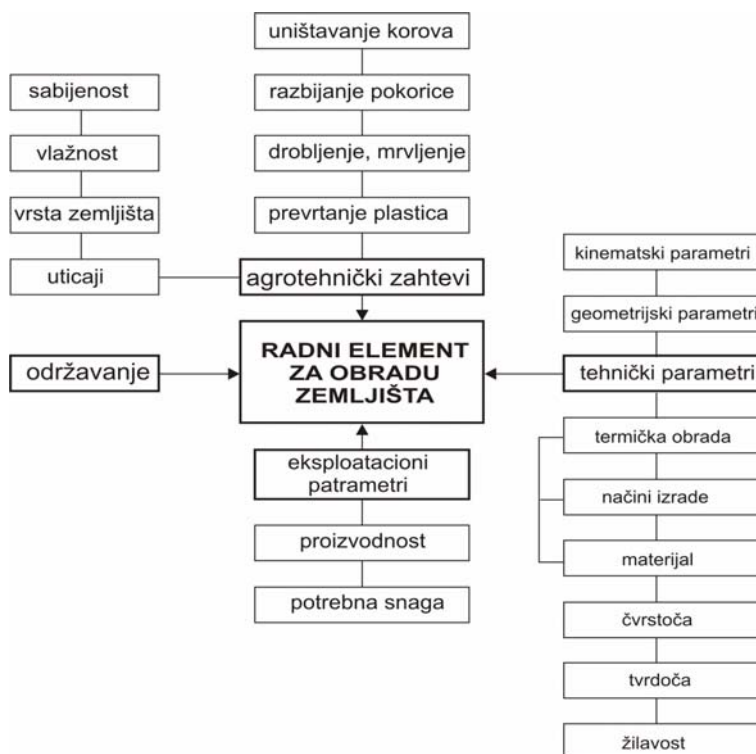 uništavanje korova
razbijanje pokorice
drobljenje, mrvljenje
prevrtanje plastica
agrotehnički zahtevi
sabijenost
vlažnost
vrsta zemljišta
uticaji
održavanje
RADNI ELEMENT
ZA OBRADU
ZEMLJIŠTA
eksploatacioni
patrametri
proizvodnost
potrebna snaga
kinematski parametri
geometrijski parametri
tehnički parametri
termička obrada
načini izrade
materijal
čvrstoča
tvrdoča
žilavost